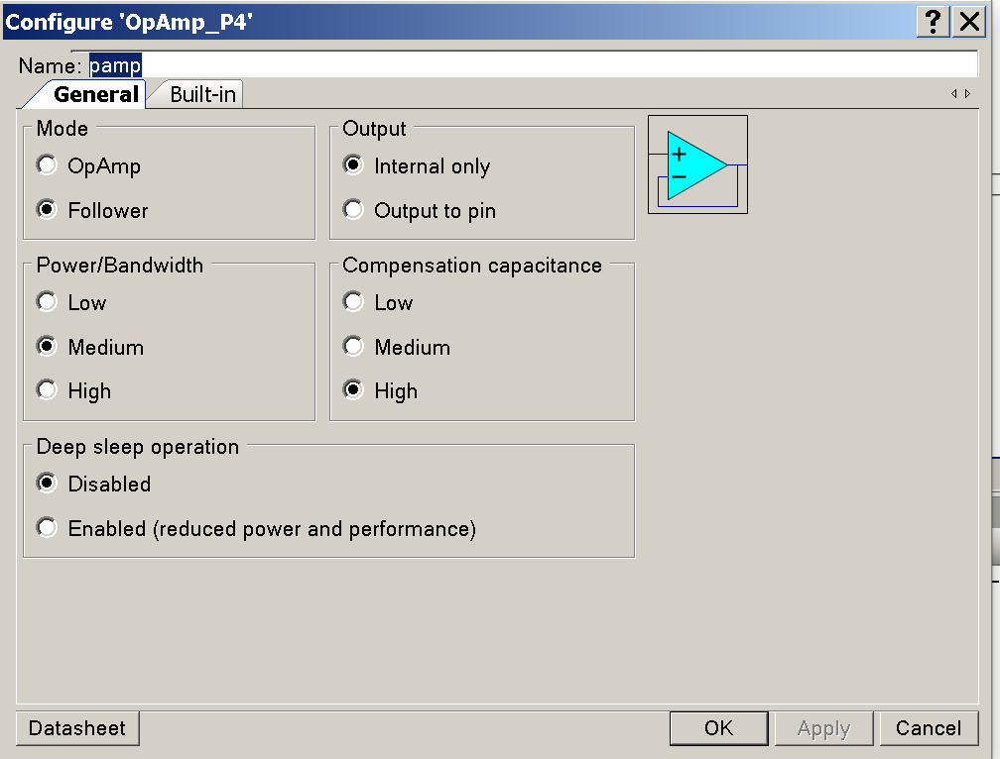 Configure 'OpAmp_P4'
?
Name: pamp
General Built-in
Mode
OpAmp
Follower
Output
Internal only
Output to pin
+
−
Power/Bandwidth
Low
Medium
High
Compensation capacitance
Low
Medium
High
Deep sleep operation
Disabled
Enabled (reduced power and performance)
Datasheet OK Apply Cancel